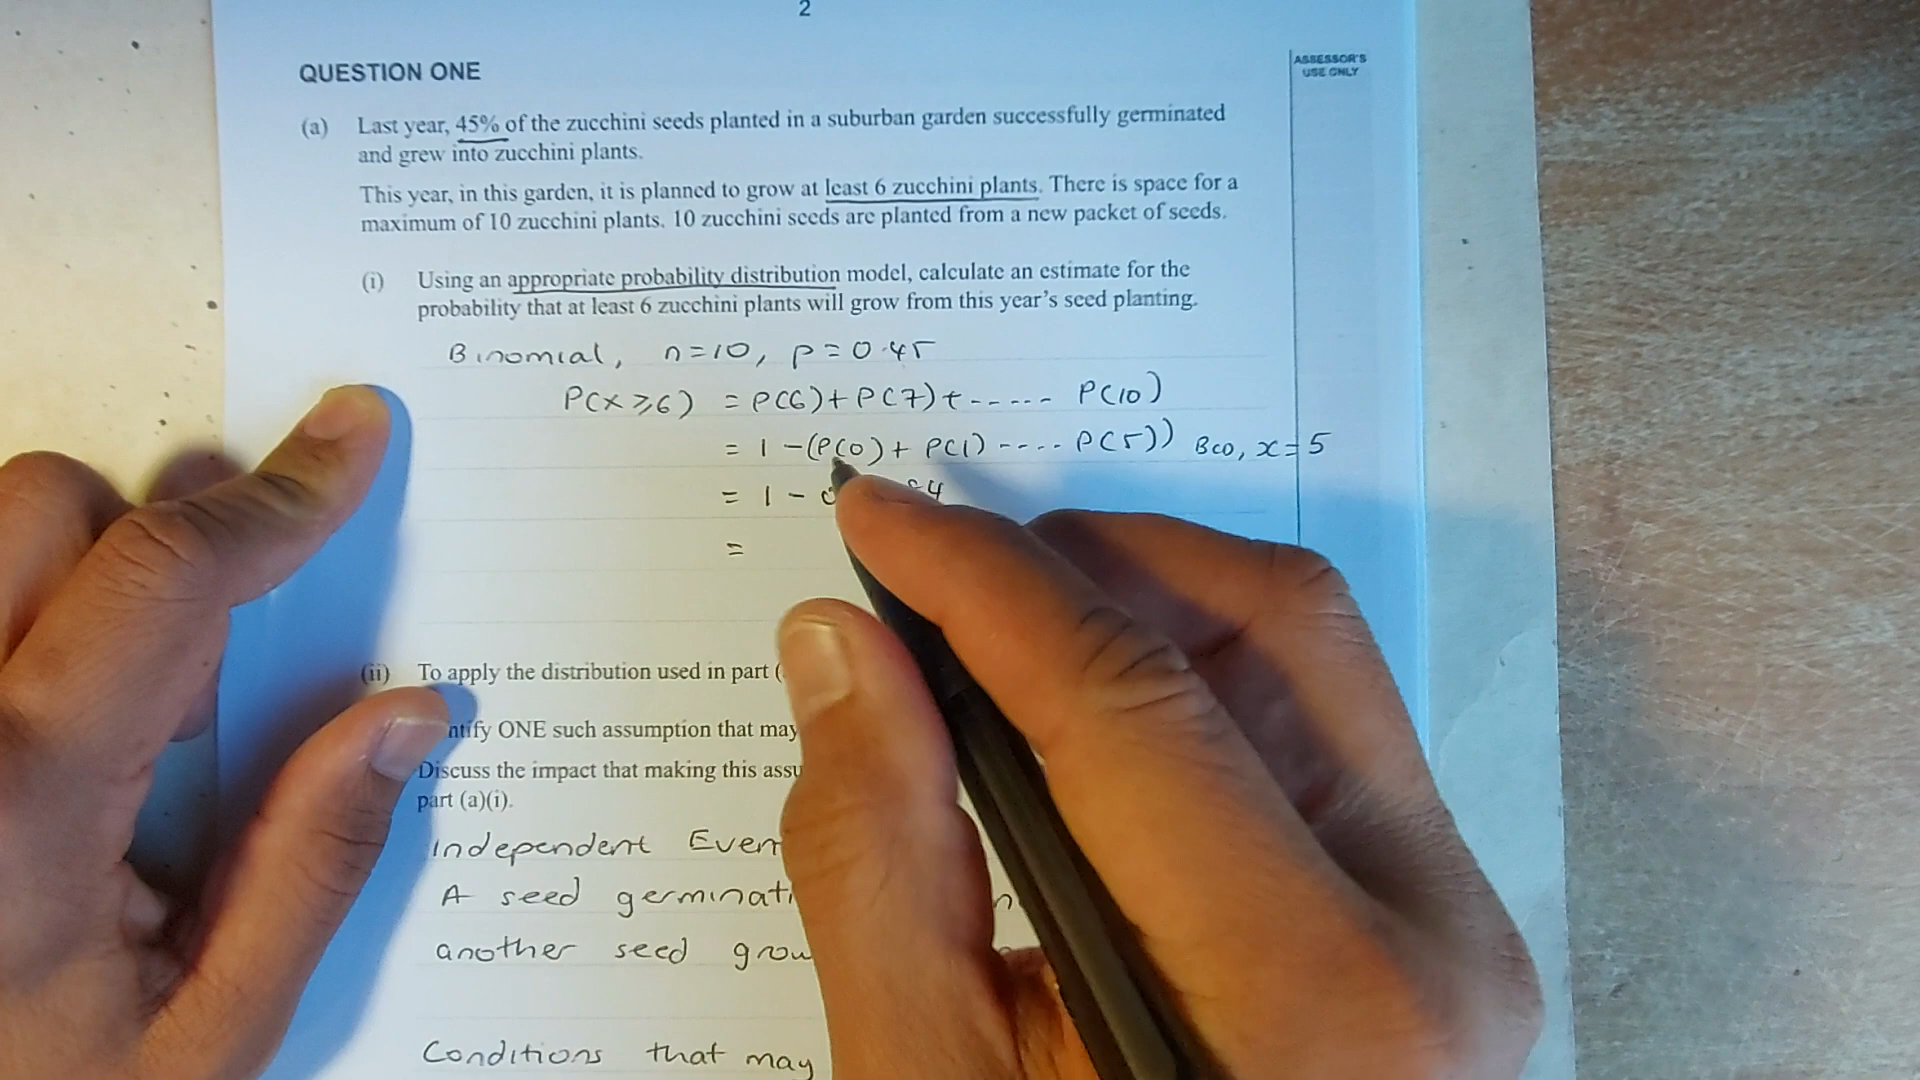 2
QUESTION ONE
ASSESSOR'S
USE ONLY
(a) Last year, 45% of the zucchini seeds planted in a suburban garden successfully germinated
and grew into zucchini plants.
This year, in this garden, it is planned to grow at least 6 zucchini plants. There is space for a
maximum of 10 zucchini plants. 10 zucchini seeds are planted from a new packet of seeds.
(i) Using an appropriate probability distribution model, calculate an estimate for the
probability that at least 6 zucchini plants will grow from this year's seed planting.
Binomial, n=10, p=0.45
P(x≥6) = P(6)+P(7)+----- P(10)
= 1-(P(0)+P(1)---- P(5)) Bcd, x=5
= 1 -
=
(ii) To apply the distribution used in part (
ntify ONE such assumption that may
Discuss the impact that making this assu
part (a)(i).
Independent Even
A seed germinati
another seed grow
Conditions that may